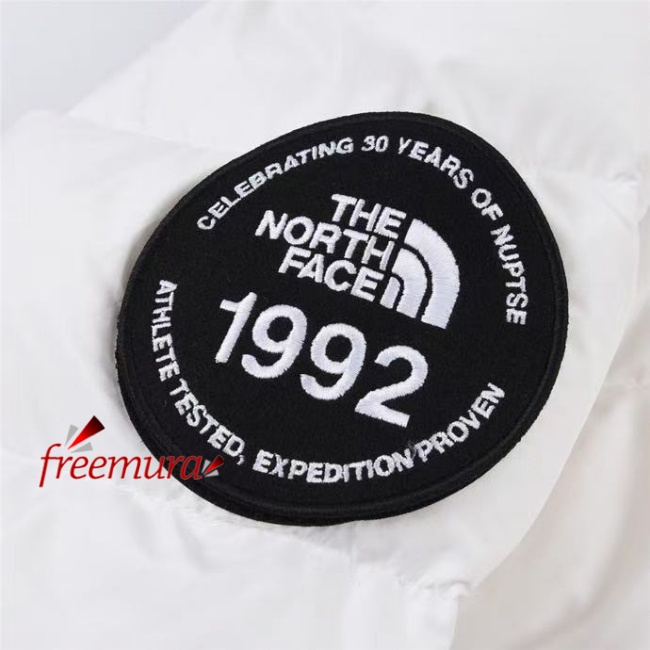 CELEBRATING 30 YEARS OF NUPTSE
THE
NORTH
FACE
1992
ATHLETE TESTED, EXPEDITION PROVEN
freemura